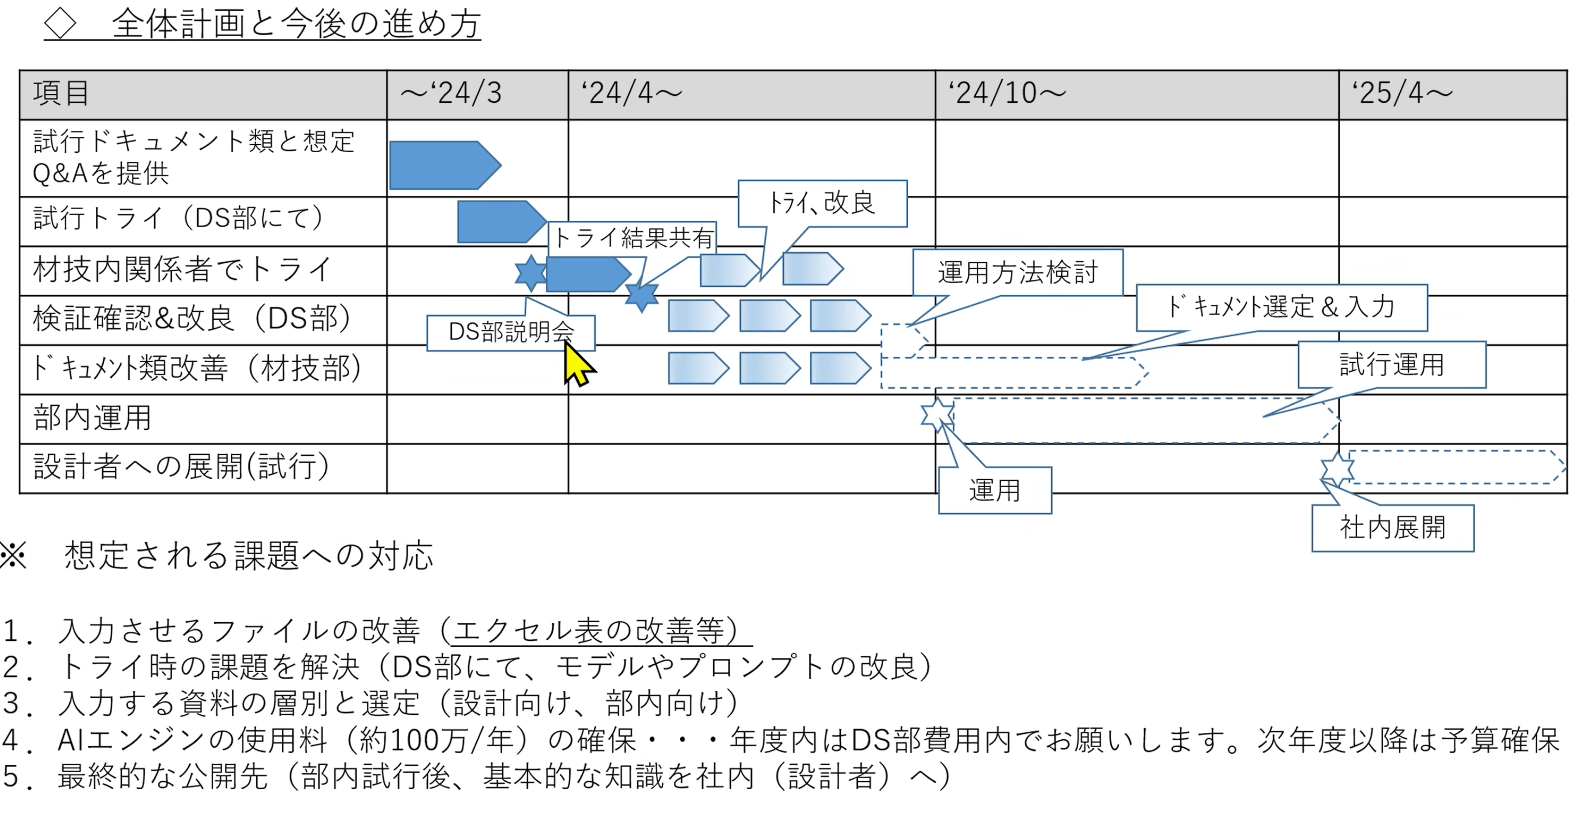 ◇　全体計画と今後の進め方
項目
～‘24/3
‘24/4～
‘24/10～
‘25/4～
試行ドキュメント類と想定
Q&Aを提供
試行トライ（DS部にて）
ﾄﾗｲ､改良
トライ結果共有
材技内関係者でトライ
運用方法検討
検証確認&改良（DS部）
DS部説明会
ﾄﾞｷｭﾒﾝﾄ選定＆入力
ﾄﾞｷｭﾒﾝﾄ類改善（材技部）
試行運用
部内運用
設計者への展開(試行)
運用
社内展開
※　想定される課題への対応
1．入力させるファイルの改善（エクセル表の改善等）
2．トライ時の課題を解決（DS部にて、モデルやプロンプトの改良）
3．入力する資料の層別と選定（設計向け、部内向け）
4．AIエンジンの使用料（約100万/年）の確保・・・年度内はDS部費用内でお願いします。次年度以降は予算確保
5．最終的な公開先（部内試行後、基本的な知識を社内（設計者）へ）